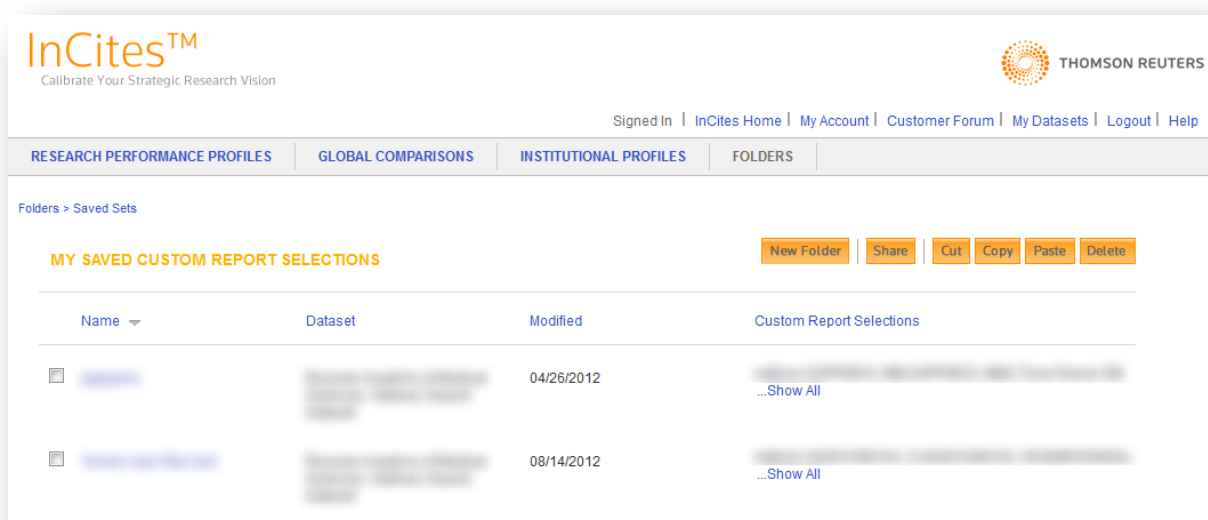 InCites™
Calibrate Your Strategic Research Vision
THOMSON REUTERS
Signed In | InCites Home | My Account | Customer Forum | My Datasets | Logout | Help
RESEARCH PERFORMANCE PROFILES GLOBAL COMPARISONS INSTITUTIONAL PROFILES FOLDERS
Folders > Saved Sets
MY SAVED CUSTOM REPORT SELECTIONS New Folder Share Cut Copy Paste Delete
Name Dataset Modified Custom Report Selections
04/26/2012
...Show All
08/14/2012
...Show All